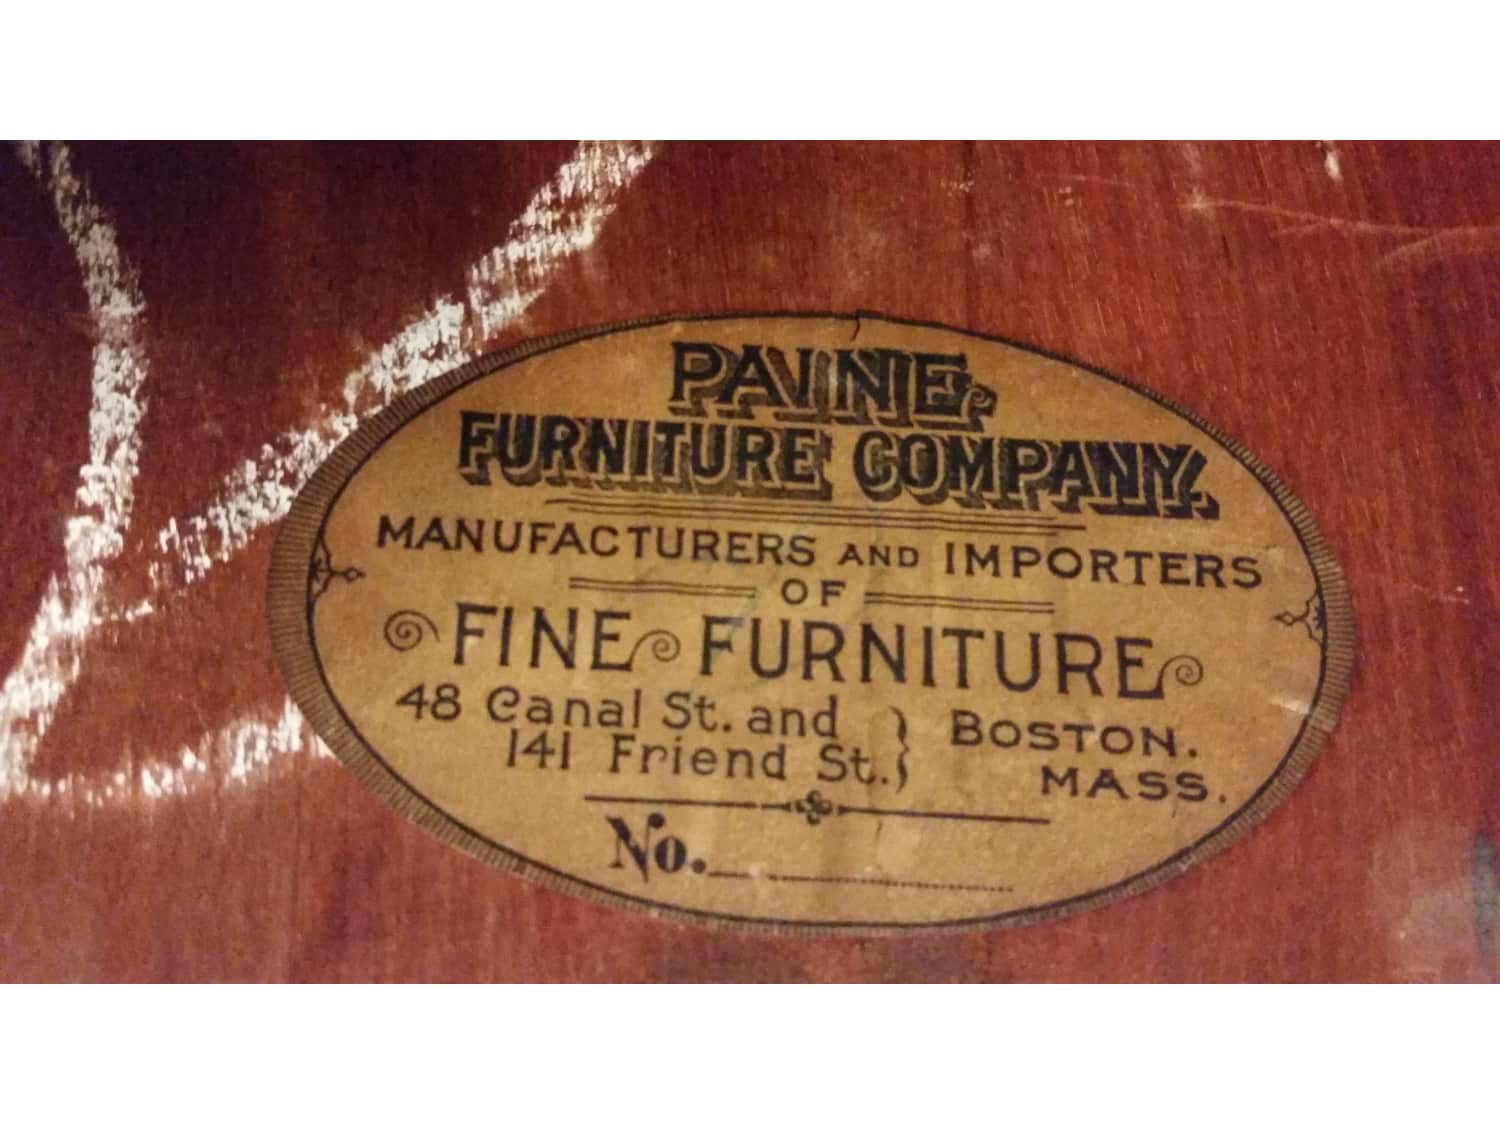 PAINE
FURNITURE COMPANY.
MANUFACTURERS AND IMPORTERS
OF
FINE FURNITURE
48 Canal St. and
141 Friend St. } BOSTON.
MASS.
No.